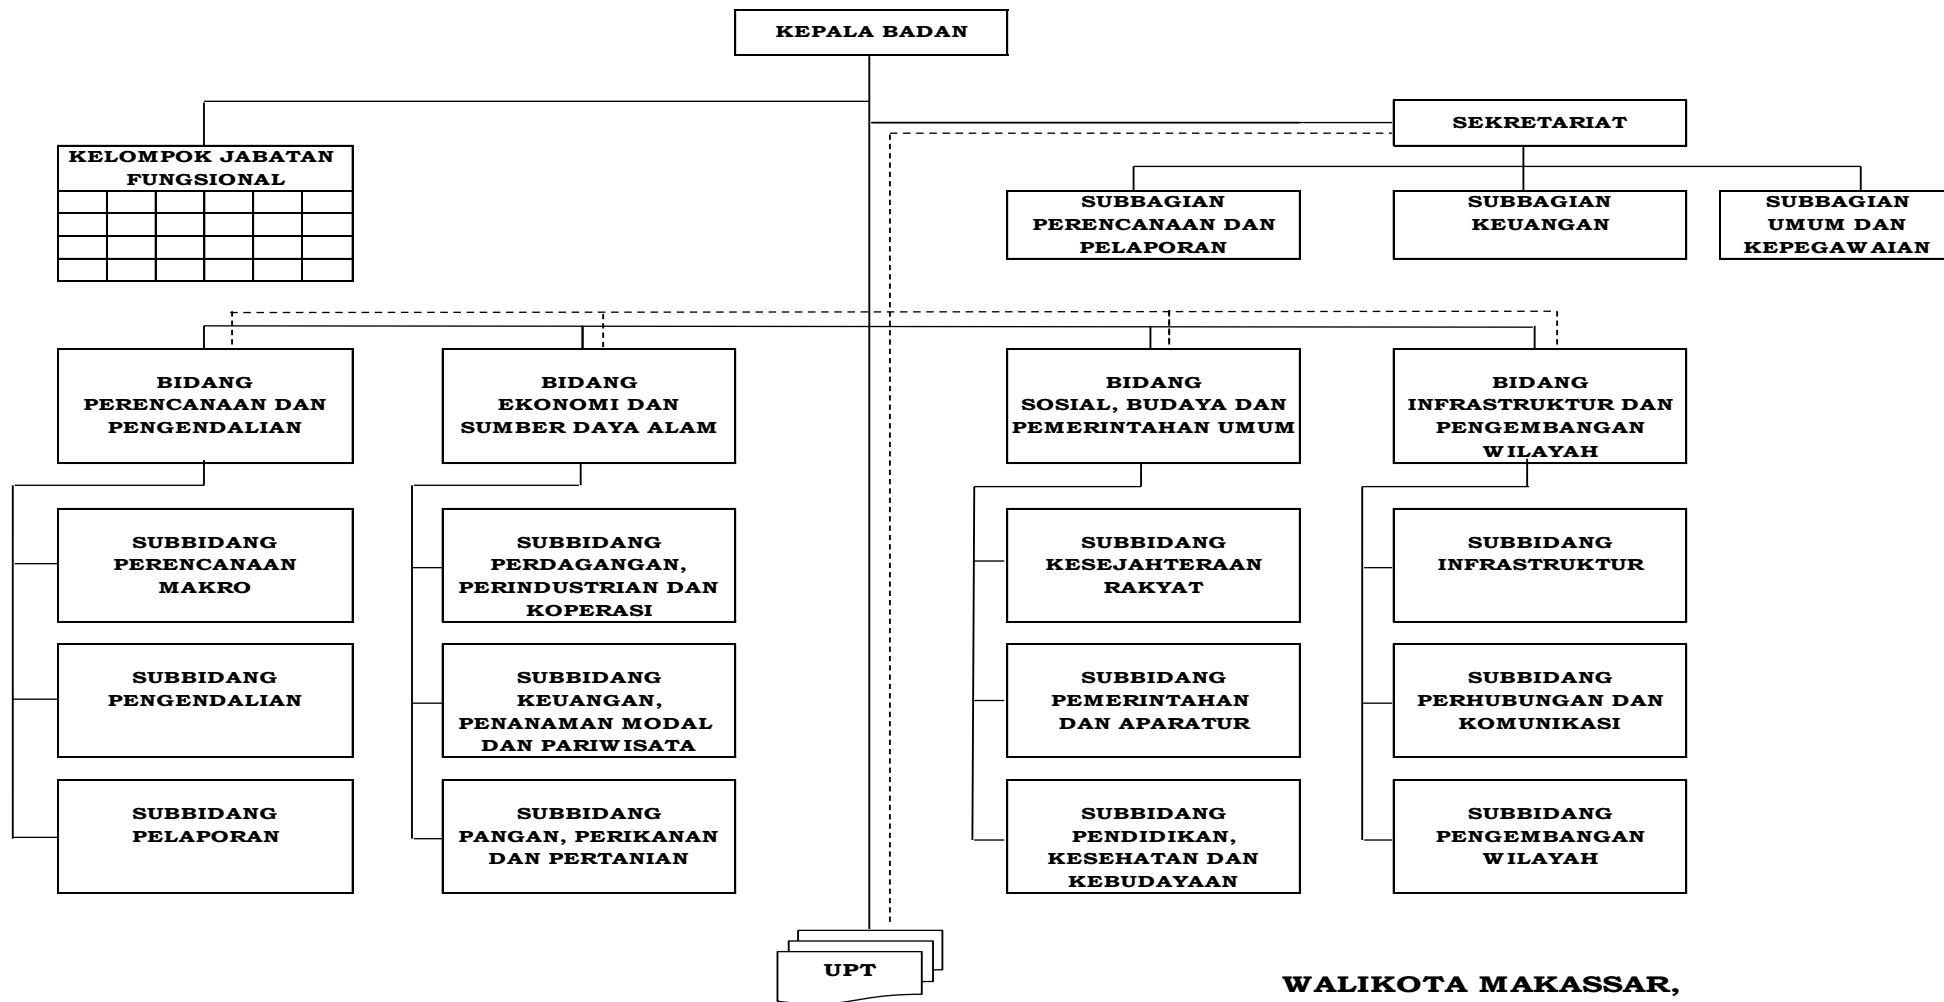 KEPALA BADAN
SEKRETARIAT
KELOMPOK JABATAN
FUNGSIONAL
SUBBAGIAN
PERENCANAAN DAN
PELAPORAN
SUBBAGIAN
KEUANGAN
SUBBAGIAN
UMUM DAN
KEPEGAWAIAN
BIDANG
PERENCANAAN DAN
PENGENDALIAN
BIDANG
EKONOMI DAN
SUMBER DAYA ALAM
BIDANG
SOSIAL, BUDAYA DAN
PEMERINTAHAN UMUM
BIDANG
INFRASTRUKTUR DAN
PENGEMBANGAN
WILAYAH
SUBBIDANG
PERENCANAAN
MAKRO
SUBBIDANG
PERDAGANGAN,
PERINDUSTRIAN DAN
KOPERASI
SUBBIDANG
KESEJAHTERAAN
RAKYAT
SUBBIDANG
INFRASTRUKTUR
SUBBIDANG
PENGENDALIAN
SUBBIDANG
KEUANGAN,
PENANAMAN MODAL
DAN PARIWISATA
SUBBIDANG
PEMERINTAHAN
DAN APARATUR
SUBBIDANG
PERHUBUNGAN DAN
KOMUNIKASI
SUBBIDANG
PELAPORAN
SUBBIDANG
PANGAN, PERIKANAN
DAN PERTANIAN
SUBBIDANG
PENDIDIKAN,
KESEHATAN DAN
KEBUDAYAAN
SUBBIDANG
PENGEMBANGAN
WILAYAH
UPT
WALIKOTA MAKASSAR,